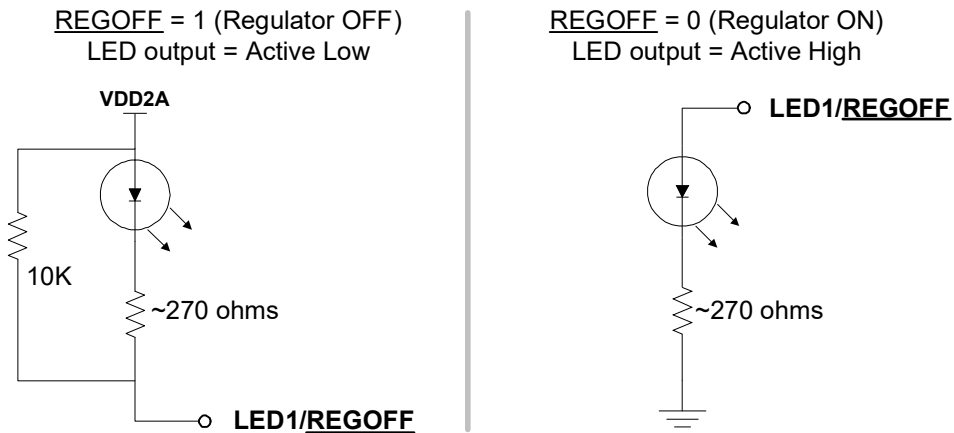 REGOFF = 1 (Regulator OFF)
LED output = Active Low
VDD2A
10K
~270 ohms
LED1/REGOFF
REGOFF = 0 (Regulator ON)
LED output = Active High
LED1/REGOFF
~270 ohms